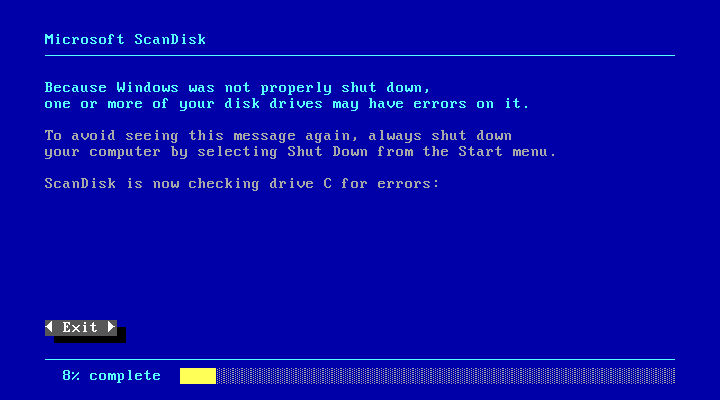 Microsoft ScanDisk
Because Windows was not properly shut down,
one or more of your disk drives may have errors on it.
To avoid seeing this message again, always shut down
your computer by selecting Shut Down from the Start menu.
ScanDisk is now checking drive C for errors:
Exit
8% complete